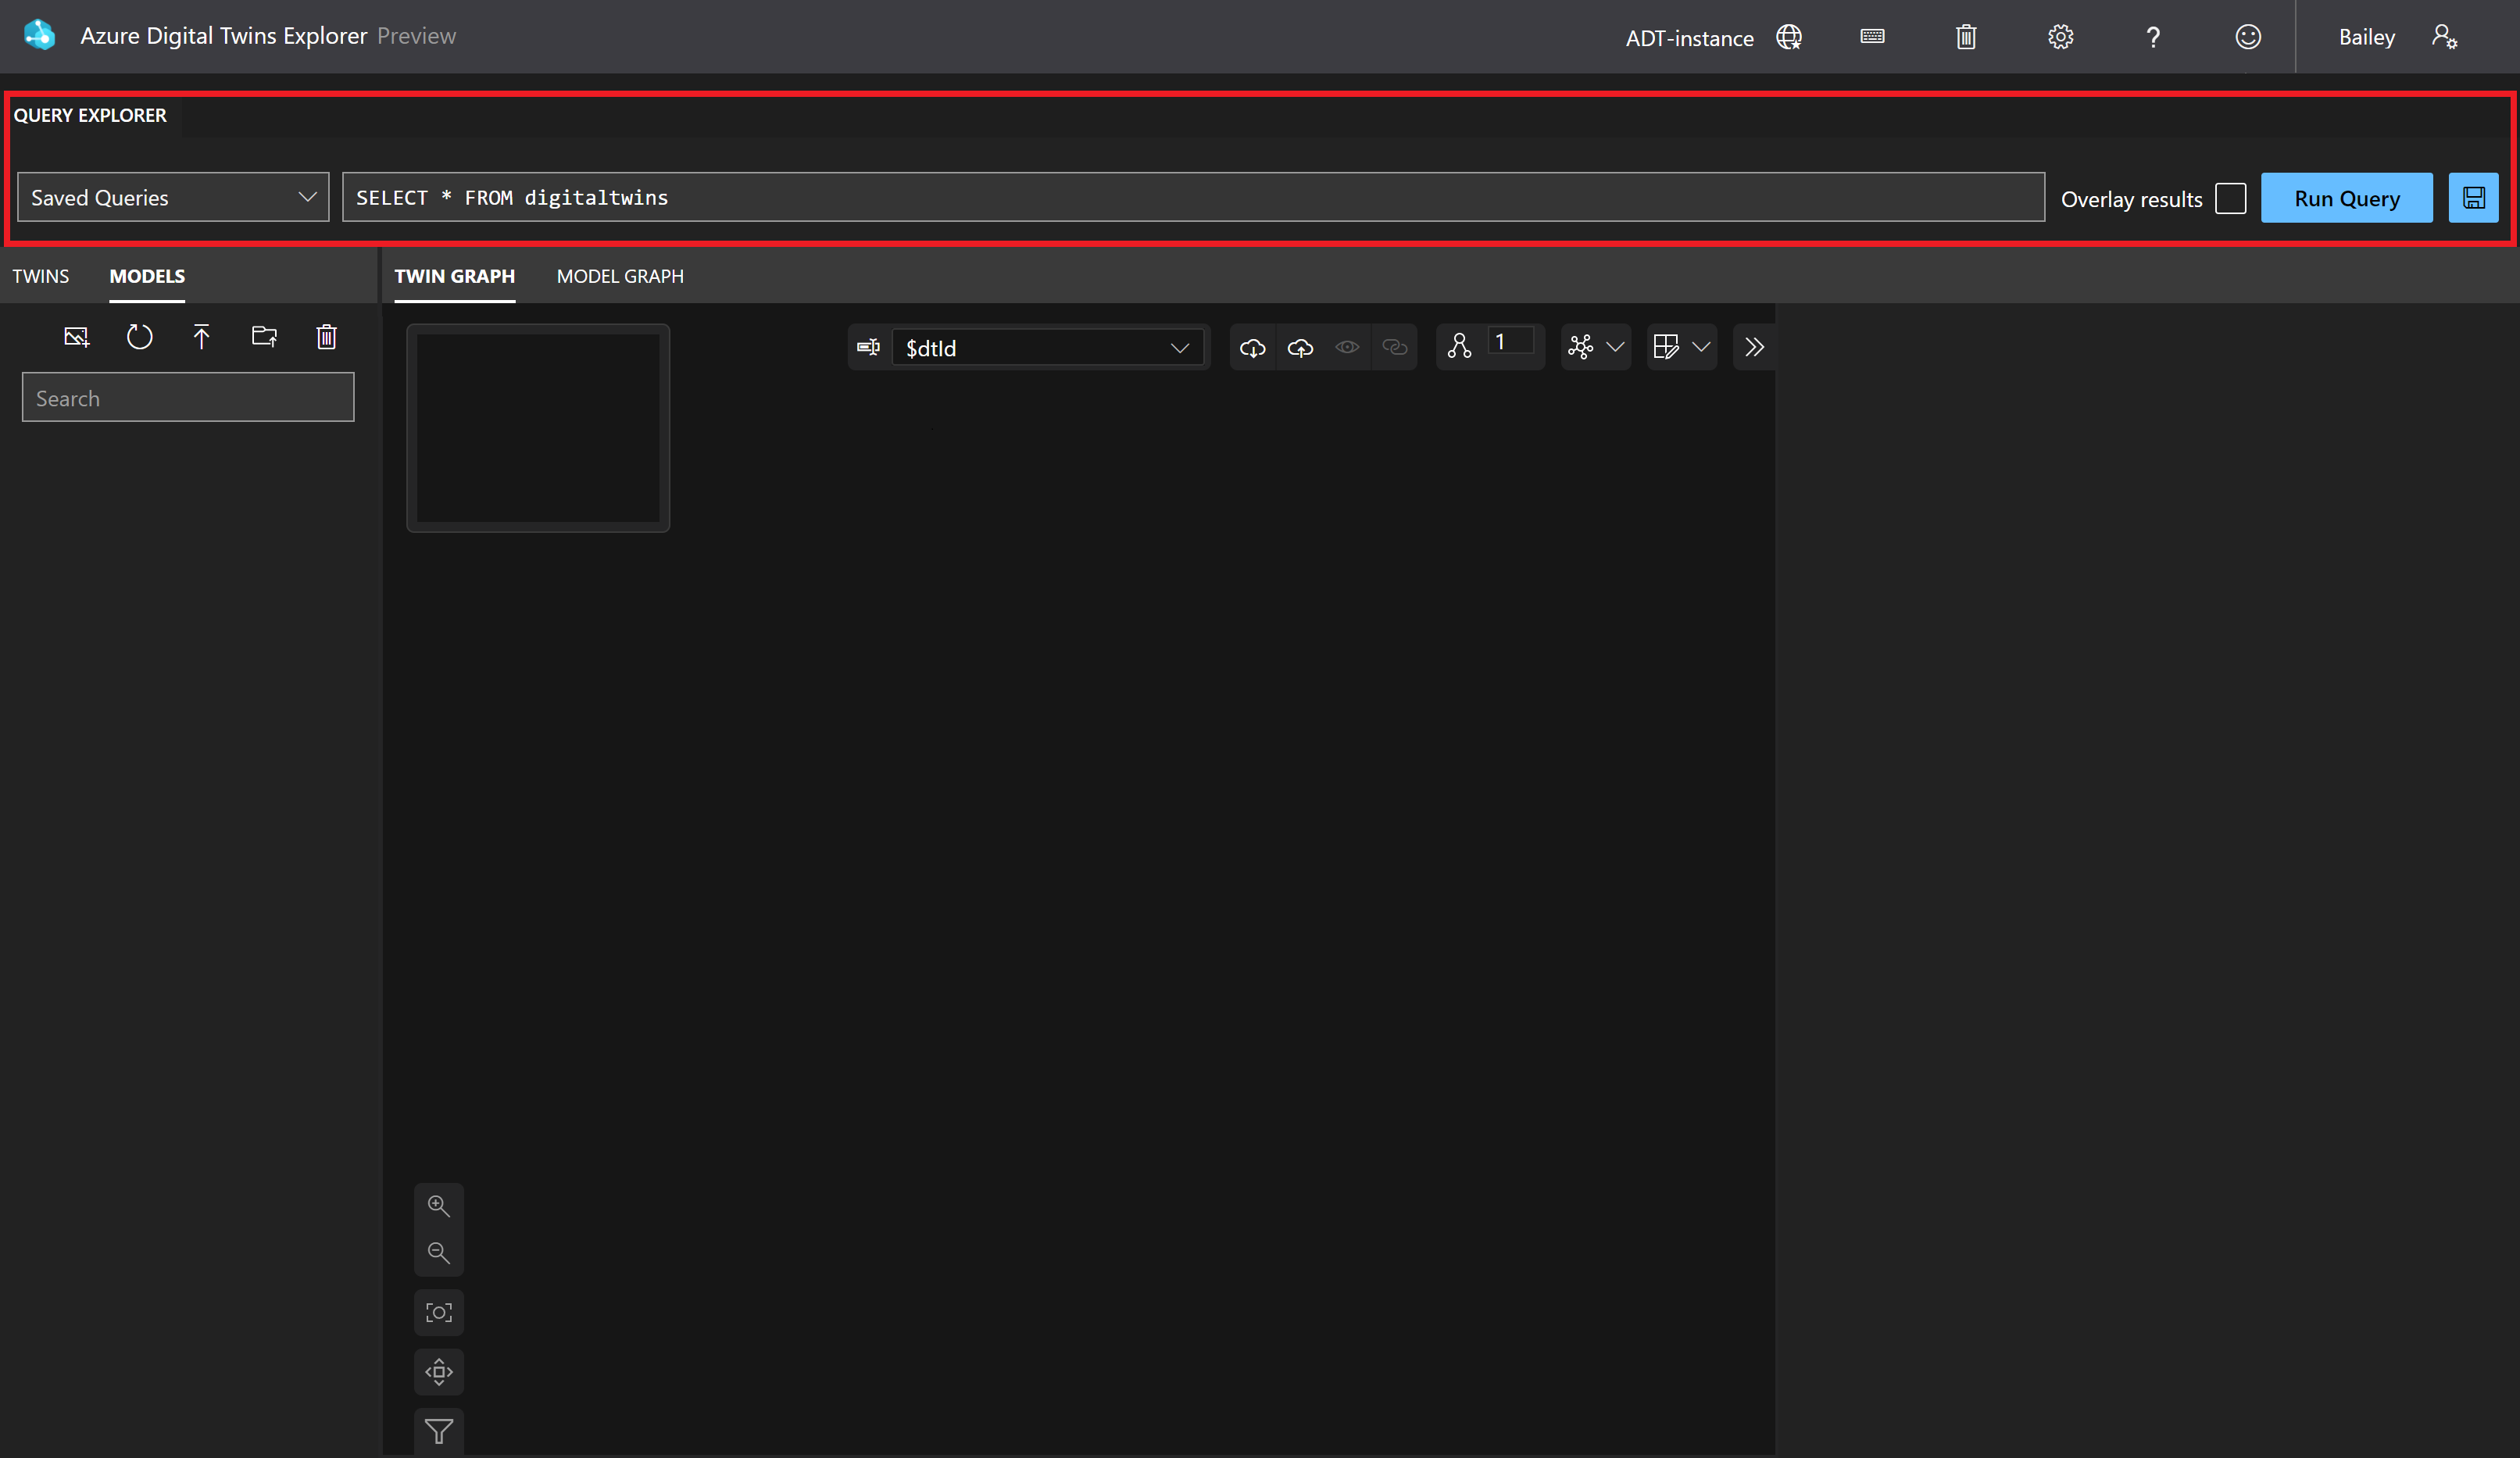 Azure Digital Twins Explorer Preview
ADT-instance
?
Bailey
QUERY EXPLORER
Saved Queries
SELECT * FROM digitaltwins
Overlay results
Run Query
TWINS
MODELS
TWIN GRAPH
MODEL GRAPH
Search
$dtId
1